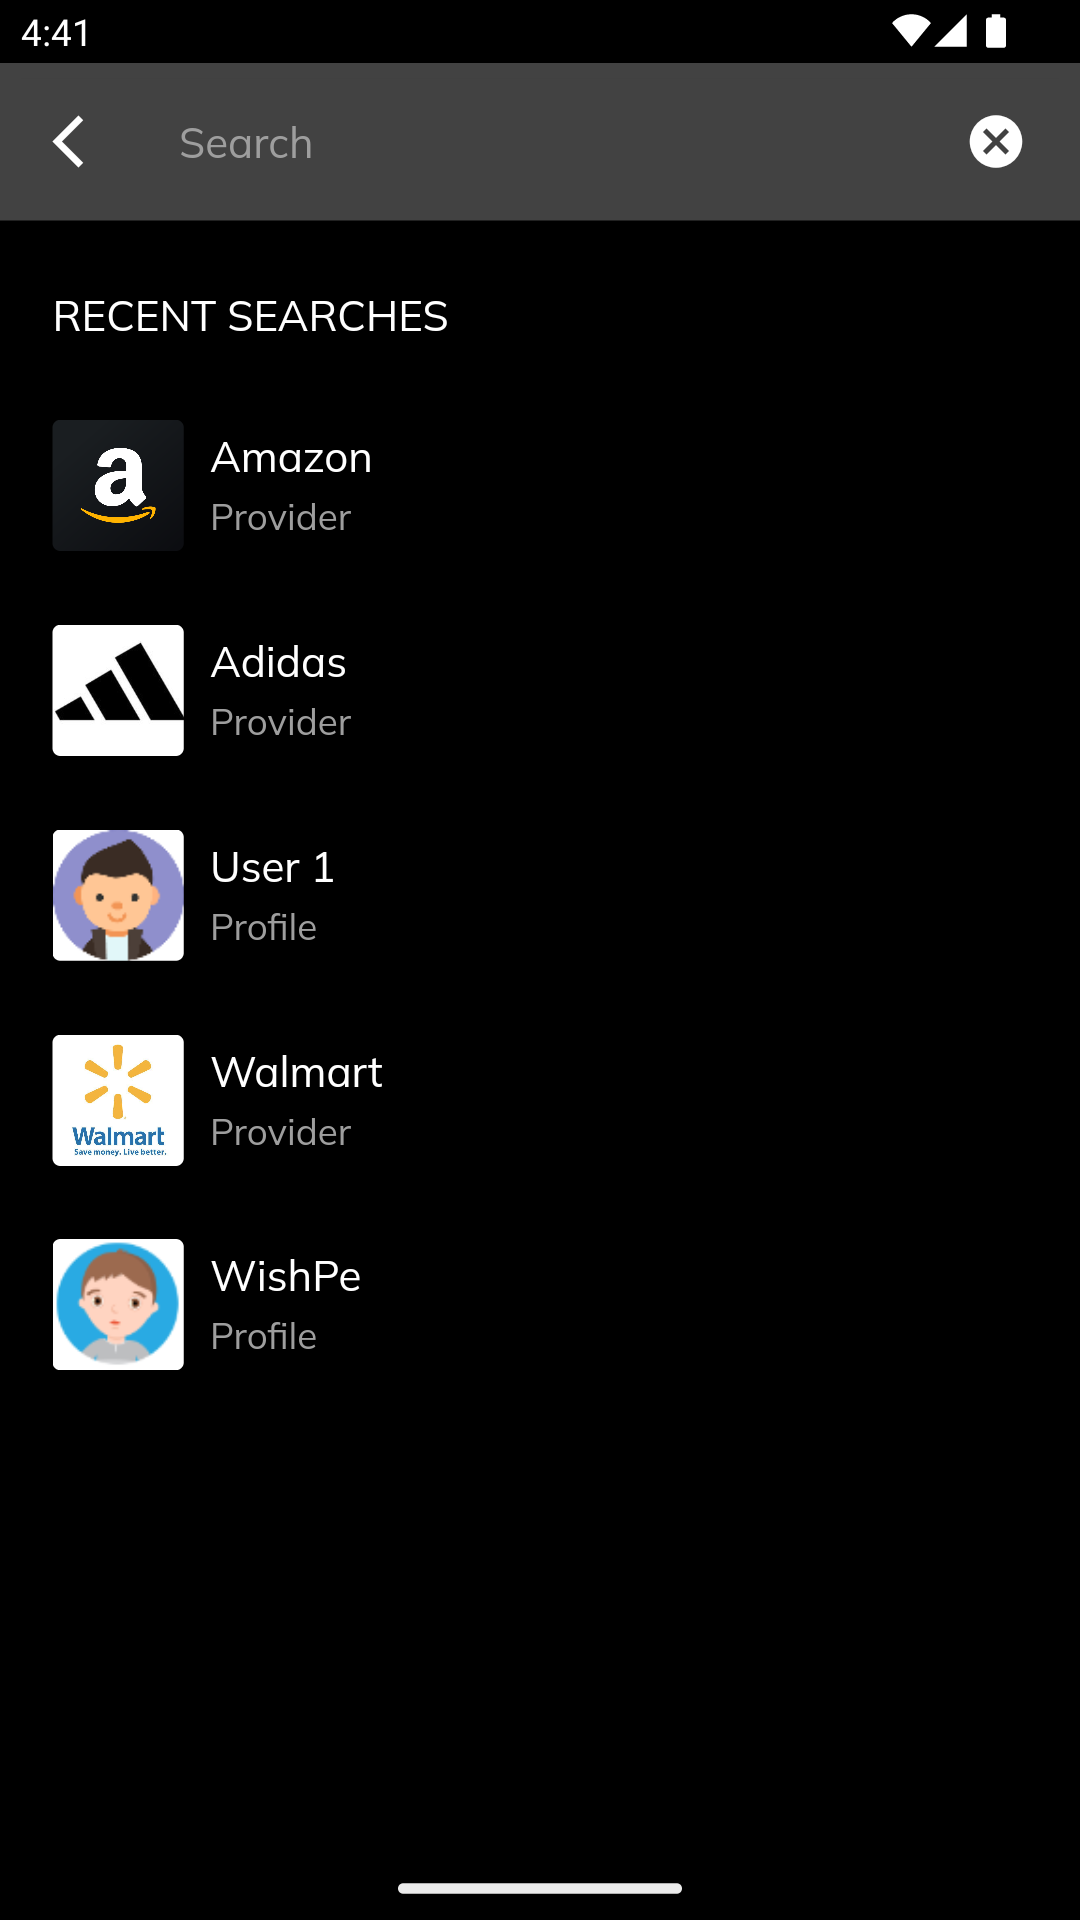 4:41
Search
RECENT SEARCHES
Amazon
Provider
Adidas
Provider
User 1
Profile
Walmart
Provider
Walmart
Save money. Live better.
WishPe
Profile